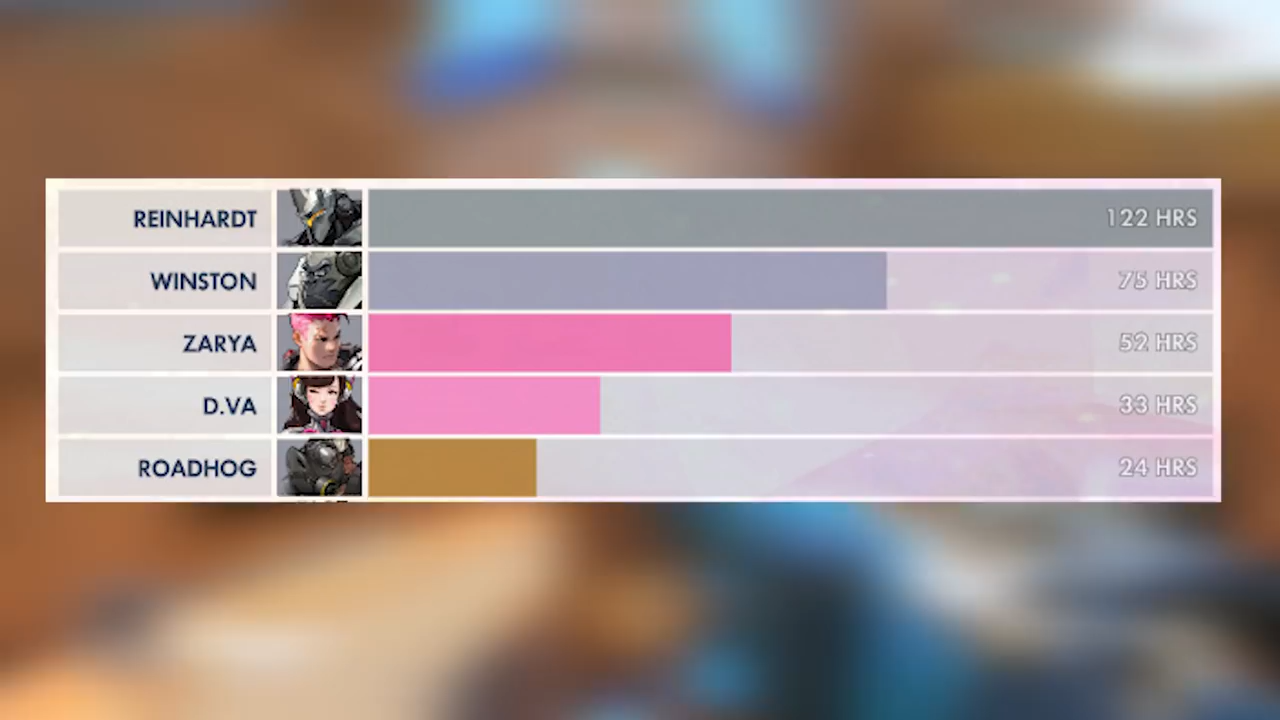 REINHARDT 122 HRS
WINSTON 75 HRS
ZARYA 52 HRS
D.VA 33 HRS
ROADHOG 24 HRS